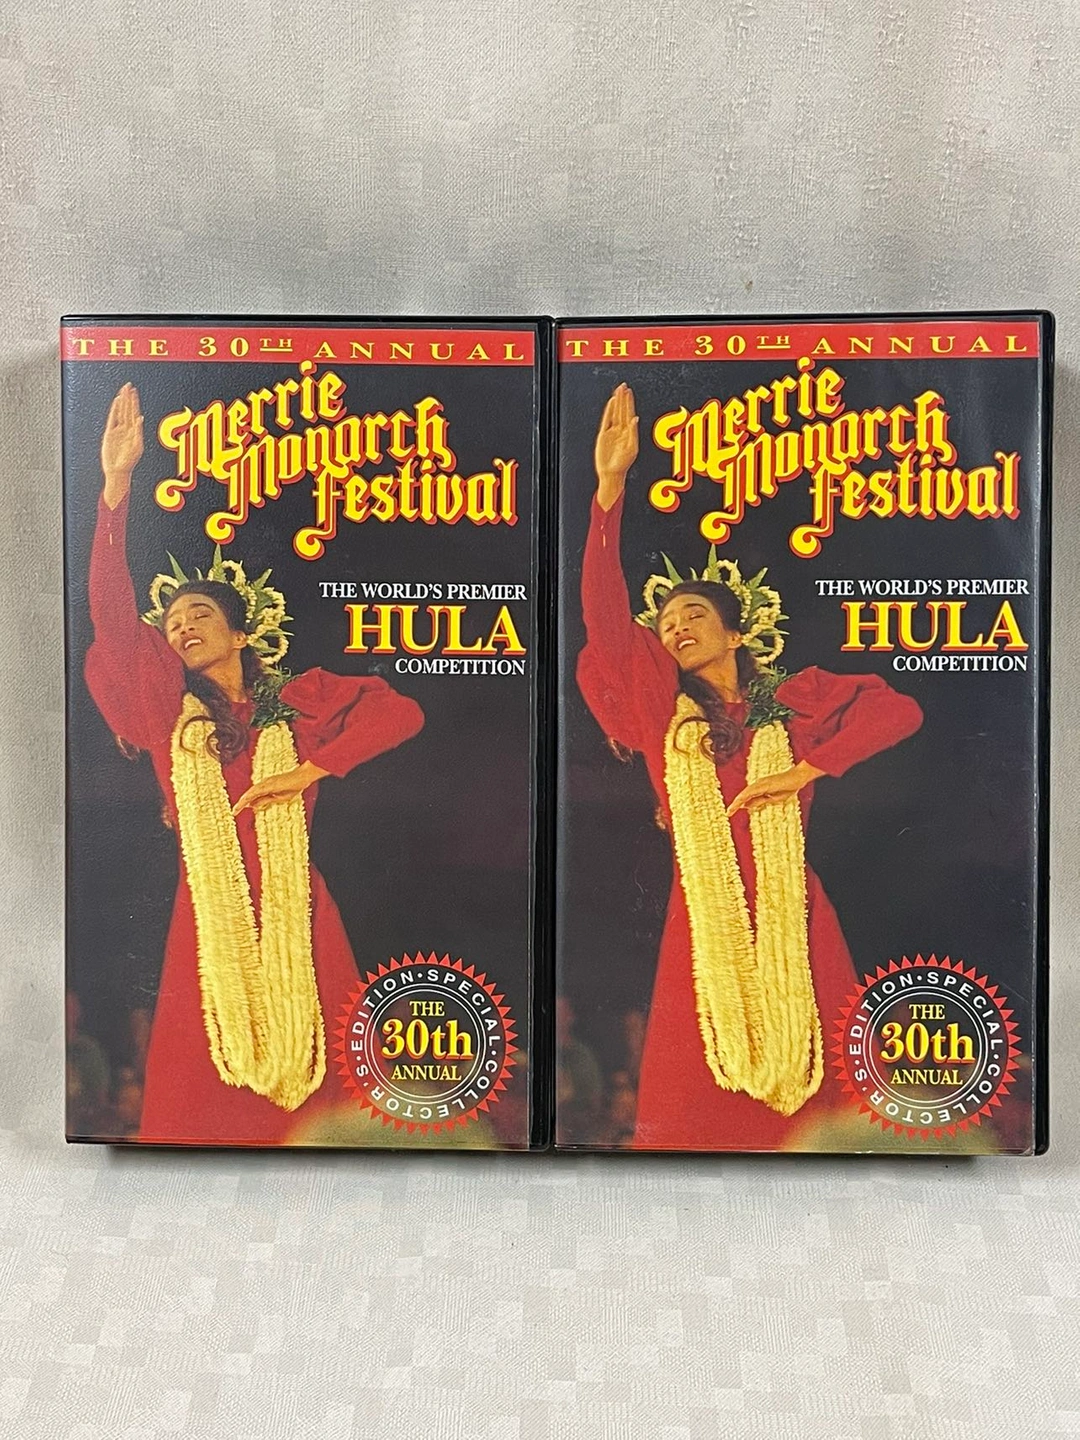 THE 30TH ANNUAL
Merrie
Monarch
Festival
THE WORLD'S PREMIER
HULA
COMPETITION
EDITION · SPECIAL · COLLECTOR'S ·
THE
30th
ANNUAL
THE 30TH ANNUAL
Merrie
Monarch
Festival
THE WORLD'S PREMIER
HULA
COMPETITION
EDITION · SPECIAL · COLLECTOR'S ·
THE
30th
ANNUAL